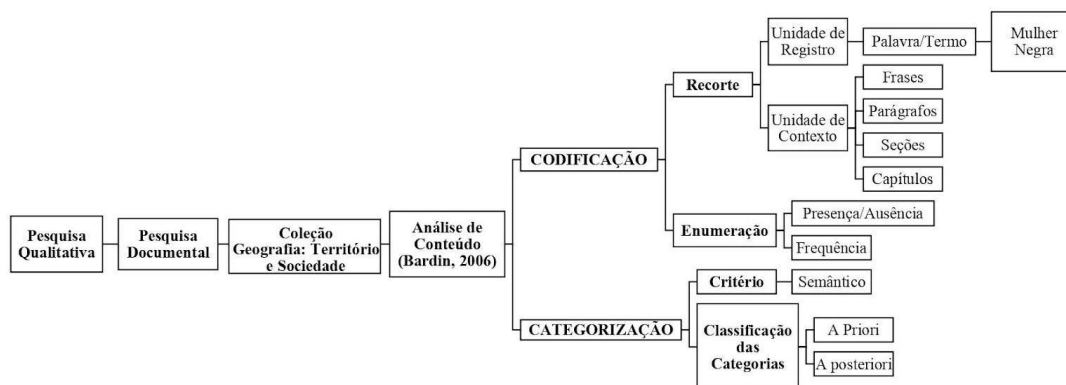 Pesquisa
Qualitativa
Pesquisa
Documental
Coleção
Geografia: Território
e Sociedade
Análise de
Conteúdo
(Bardin, 2006)
CODIFICAÇÃO
Recorte
Unidade de
Registro
Palavra/Termo
Mulher
Negra
Unidade de
Contexto
Frases
Parágrafos
Seções
Capítulos
Enumeração
Presença/Ausência
Frequência
CATEGORIZAÇÃO
Critério
Semântico
Classificação
das
Categorias
A Priori
A posteriori